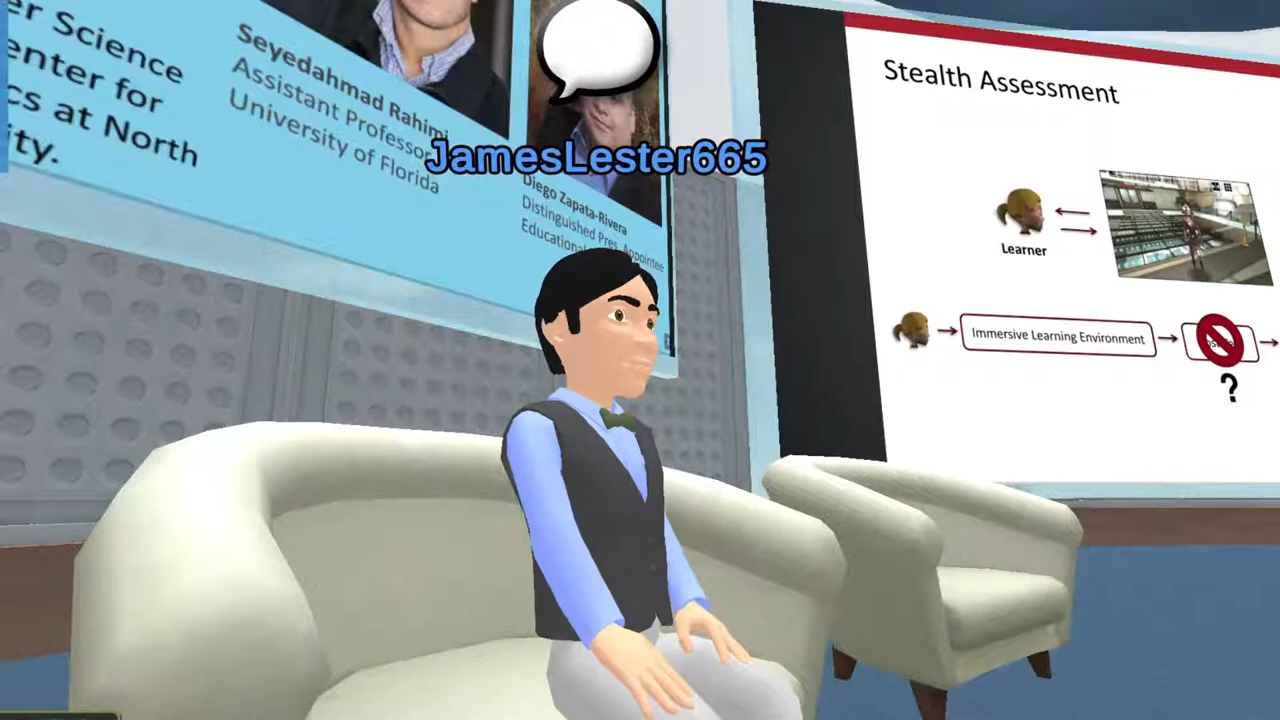 er Science
enter for
cs at North
ity.
Seyedahmad Rahimi
Assistant Professor
University of Florida
JamesLester665
Diego Zapata-Rivera
Distinguished Pres. Appointee
Educational
Stealth Assessment
Learner
Immersive Learning Environment
?